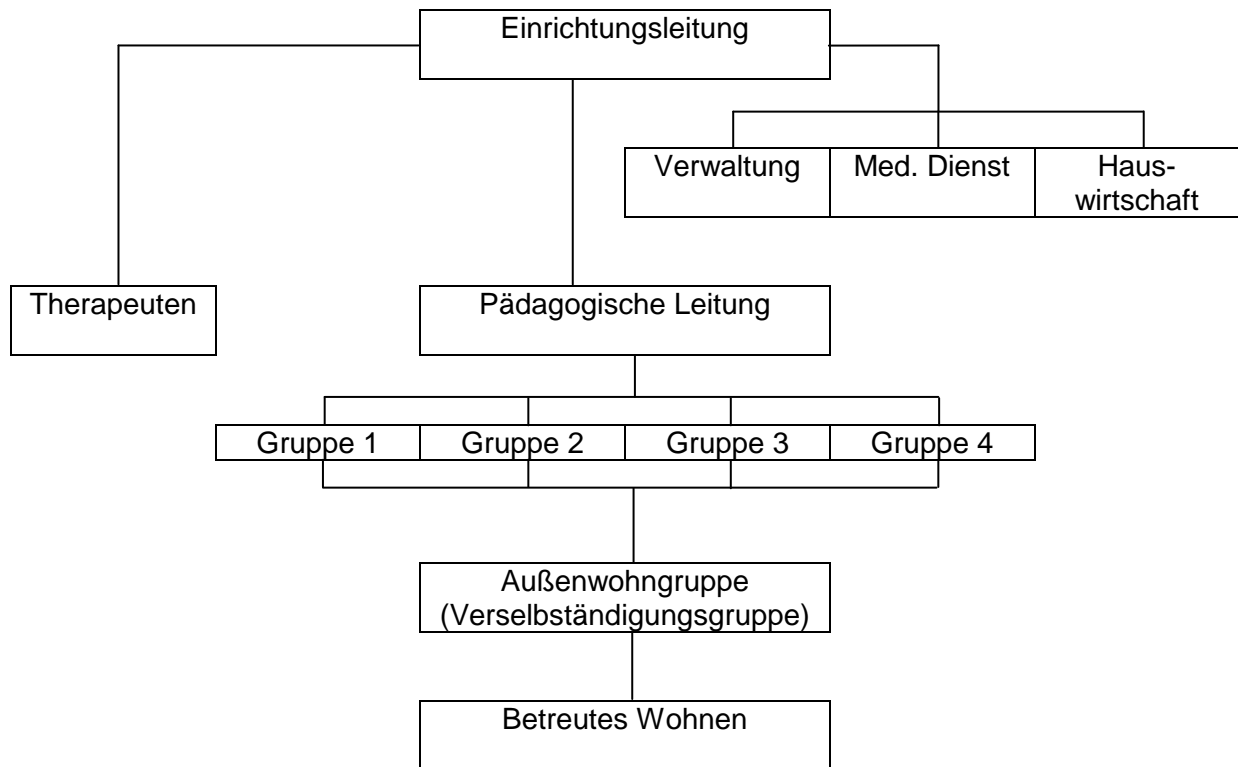 Einrichtungsleitung
Verwaltung
Med. Dienst
Haus-
wirtschaft
Therapeuten
Pädagogische Leitung
Gruppe 1
Gruppe 2
Gruppe 3
Gruppe 4
Außenwohngruppe
(Verselbständigungsgruppe)
Betreutes Wohnen